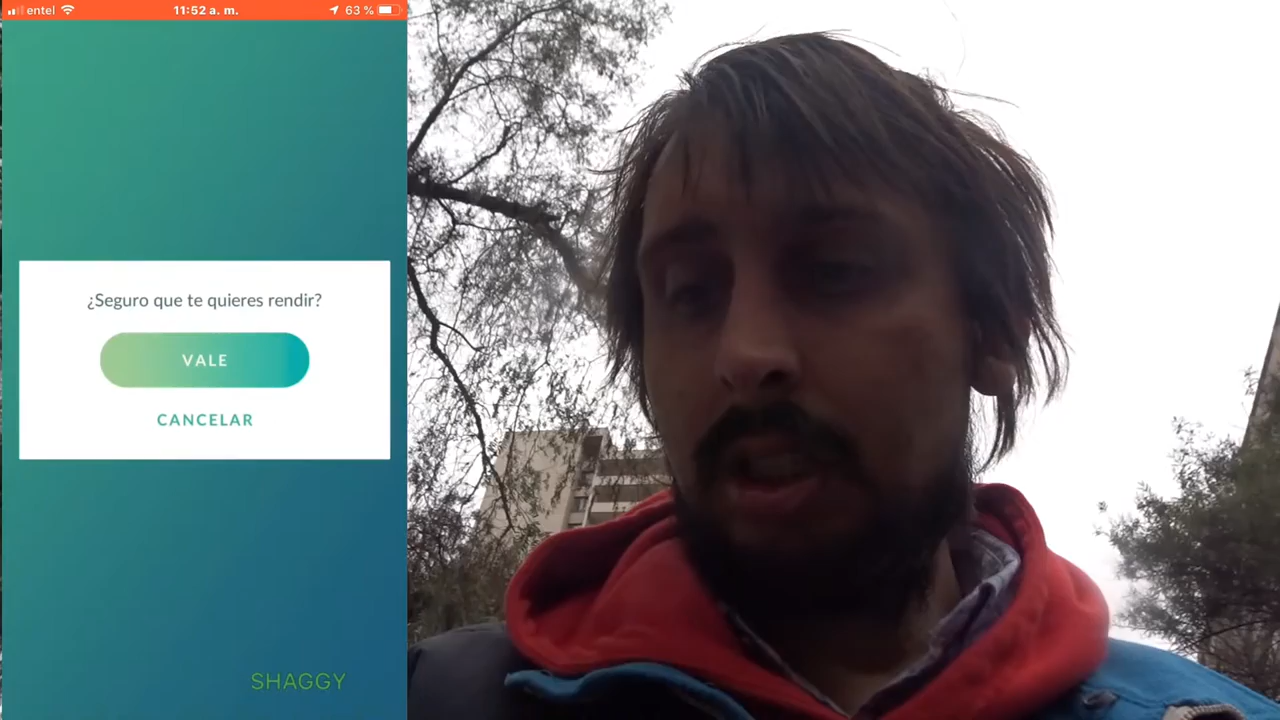 entel
11:52 a. m.
63 %
¿Seguro que te quieres rendir?
VALE
CANCELAR
SHAGGY